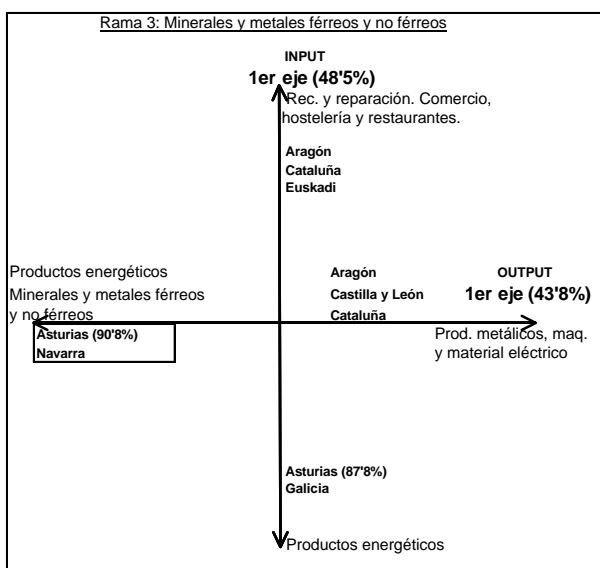 Rama 3: Minerales y metales férreos y no férreos
INPUT
1er eje (48'5%)
Rec. y reparación. Comercio,
hostelería y restaurantes.
Aragón
Cataluña
Euskadi
Productos energéticos
Minerales y metales férreos
y no férreos
Asturias (90'8%)
Navarra
Aragón
Castilla y León
Cataluña
OUTPUT
1er eje (43'8%)
Prod. metálicos, maq.
y material eléctrico
Asturias (87'8%)
Galicia
Productos energéticos